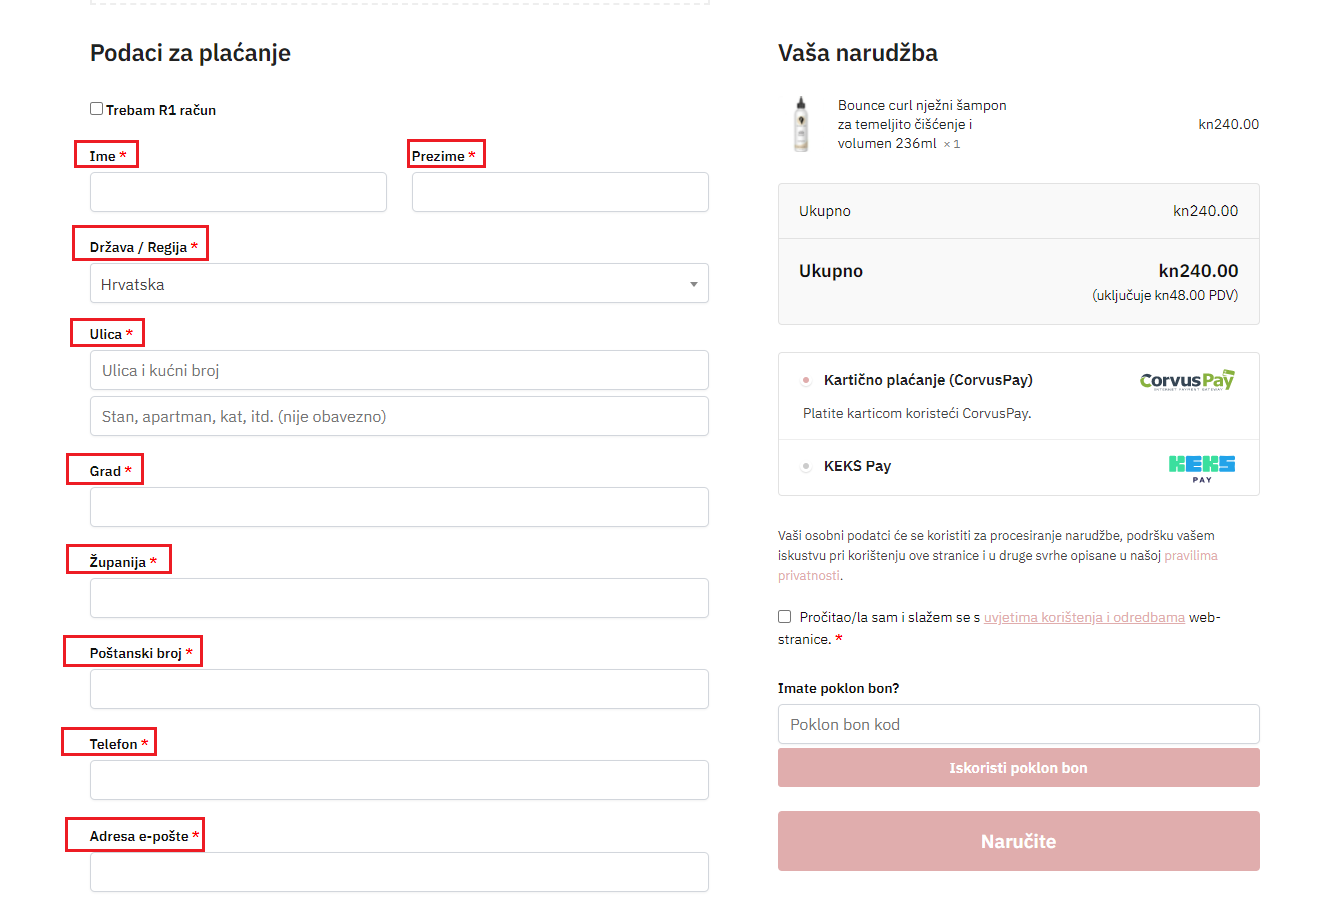 Podaci za plaćanje
Trebam R1 račun
Ime *
Prezime *
Država / Regija *
Hrvatska
Ulica *
Ulica i kućni broj
Stan, apartman, kat, itd. (nije obavezno)
Grad *
Županija *
Poštanski broj *
Telefon *
Adresa e-pošte *
Vaša narudžba
Bounce curl nježni šampon
za temeljito čišćenje i
volumen 236ml × 1
kn240.00
Ukupno kn240.00
Ukupno kn240.00
(uključuje kn48.00 PDV)
Kartično plaćanje (CorvusPay)
CorvusPay
INTERNET PAYMENT GATEWAY
Platite karticom koristeći CorvusPay.
KEKS Pay
KEKS
PAY
Vaši osobni podatci će se koristiti za procesiranje narudžbe, podršku vašem
iskustvu pri korištenju ove stranice i u druge svrhe opisane u našoj pravilima
privatnosti.
Pročitao/la sam i slažem se s uvjetima korištenja i odredbama web-
stranice. *
Imate poklon bon?
Poklon bon kod
Iskoristi poklon bon
Naručite